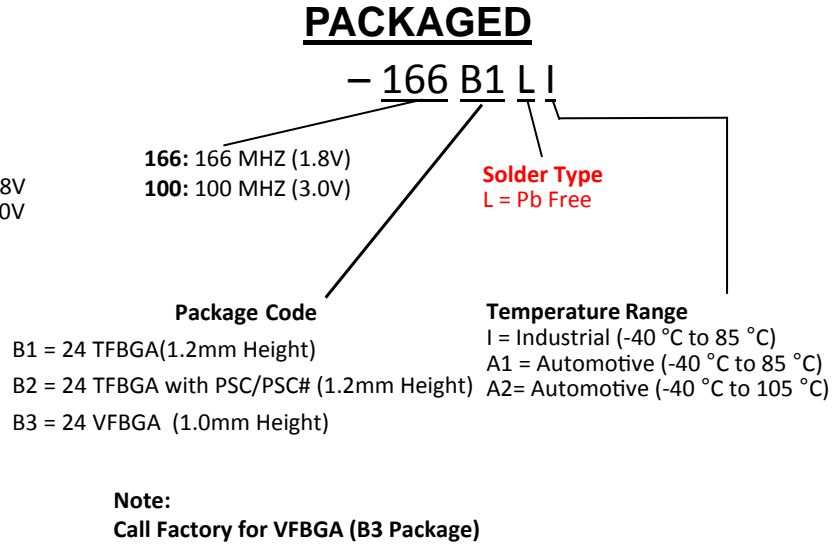 PACKAGED
– 166 B1 L I
166: 166 MHZ (1.8V)
100: 100 MHZ (3.0V)
8V
0V
Solder Type
L = Pb Free
Package Code
B1 = 24 TFBGA(1.2mm Height)
B2 = 24 TFBGA with PSC/PSC# (1.2mm Height)
B3 = 24 VFBGA (1.0mm Height)
Temperature Range
I = Industrial (-40 °C to 85 °C)
A1 = Automotive (-40 °C to 85 °C)
A2= Automotive (-40 °C to 105 °C)
Note:
Call Factory for VFBGA (B3 Package)